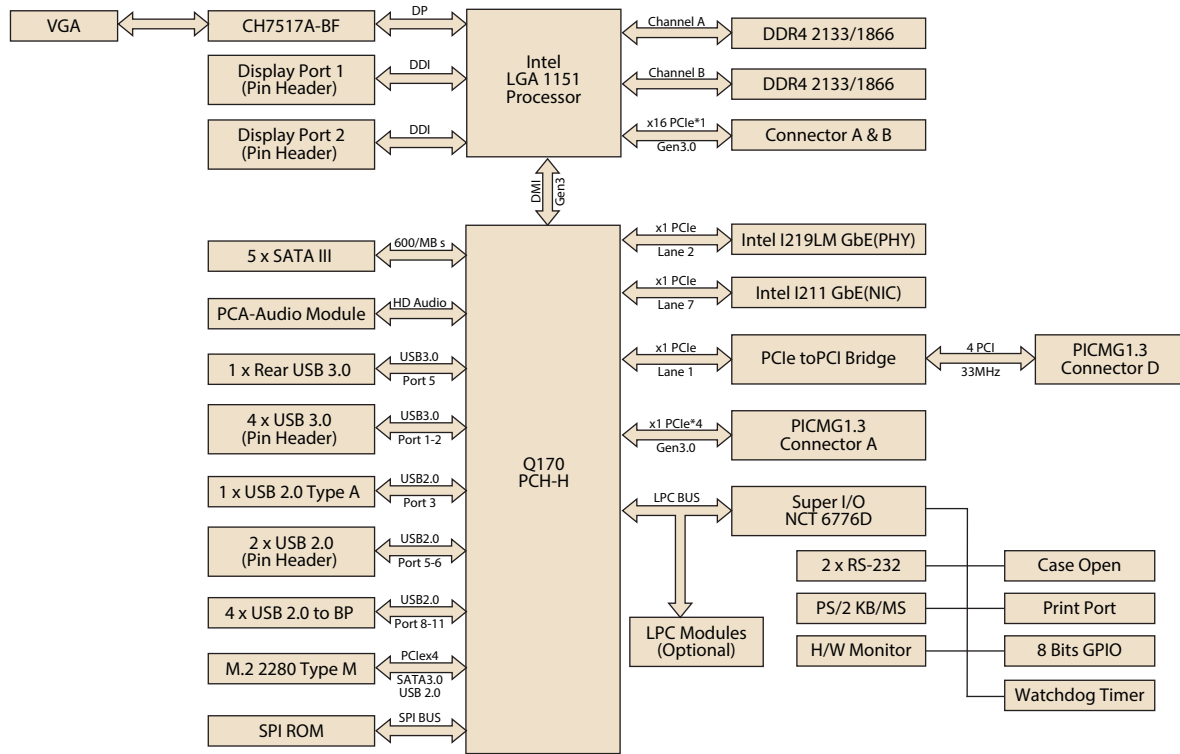 VGA
CH7517A-BF
DP
Display Port 1
(Pin Header)
DDI
Display Port 2
(Pin Header)
DDI
Intel
LGA 1151
Processor
Channel A
DDR4 2133/1866
Channel B
DDR4 2133/1866
x16 PCIe*1
Gen3.0
Connector A & B
DMI
Gen3
5 x SATA III
600/MB s
PCA-Audio Module
HD Audio
1 x Rear USB 3.0
USB3.0
Port 5
4 x USB 3.0
(Pin Header)
USB3.0
Port 1-2
1 x USB 2.0 Type A
USB2.0
Port 3
2 x USB 2.0
(Pin Header)
USB2.0
Port 5-6
4 x USB 2.0 to BP
USB2.0
Port 8-11
M.2 2280 Type M
PCIex4
SATA3.0
USB 2.0
SPI ROM
SPI BUS
Q170
PCH-H
x1 PCIe
Lane 2
Intel I219LM GbE(PHY)
x1 PCIe
Lane 7
Intel I211 GbE(NIC)
x1 PCIe
Lane 1
PCIe toPCI Bridge
4 PCI
33MHz
PICMG1.3
Connector D
x1 PCIe*4
Gen3.0
PICMG1.3
Connector A
LPC BUS
Super I/O
NCT 6776D
LPC Modules
(Optional)
2 x RS-232
Case Open
PS/2 KB/MS
Print Port
H/W Monitor
8 Bits GPIO
Watchdog Timer